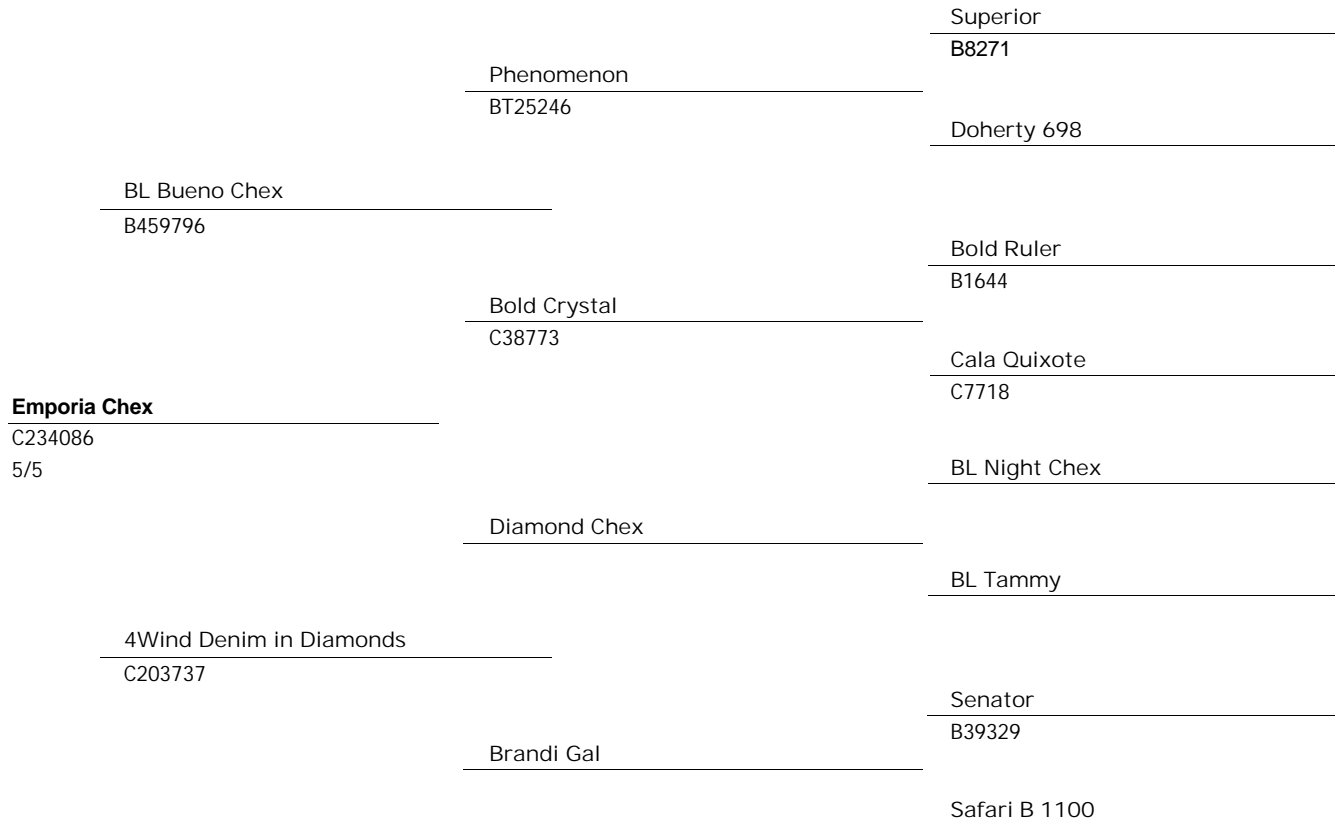 Superior
B8271
Phenomenon
BT25246
Doherty 698
BL Bueno Chex
B459796
Bold Ruler
B1644
Bold Crystal
C38773
Cala Quixote
C7718
Emporia Chex
C234086
5/5
BL Night Chex
Diamond Chex
BL Tammy
4Wind Denim in Diamonds
C203737
Senator
B39329
Brandi Gal
Safari B 1100